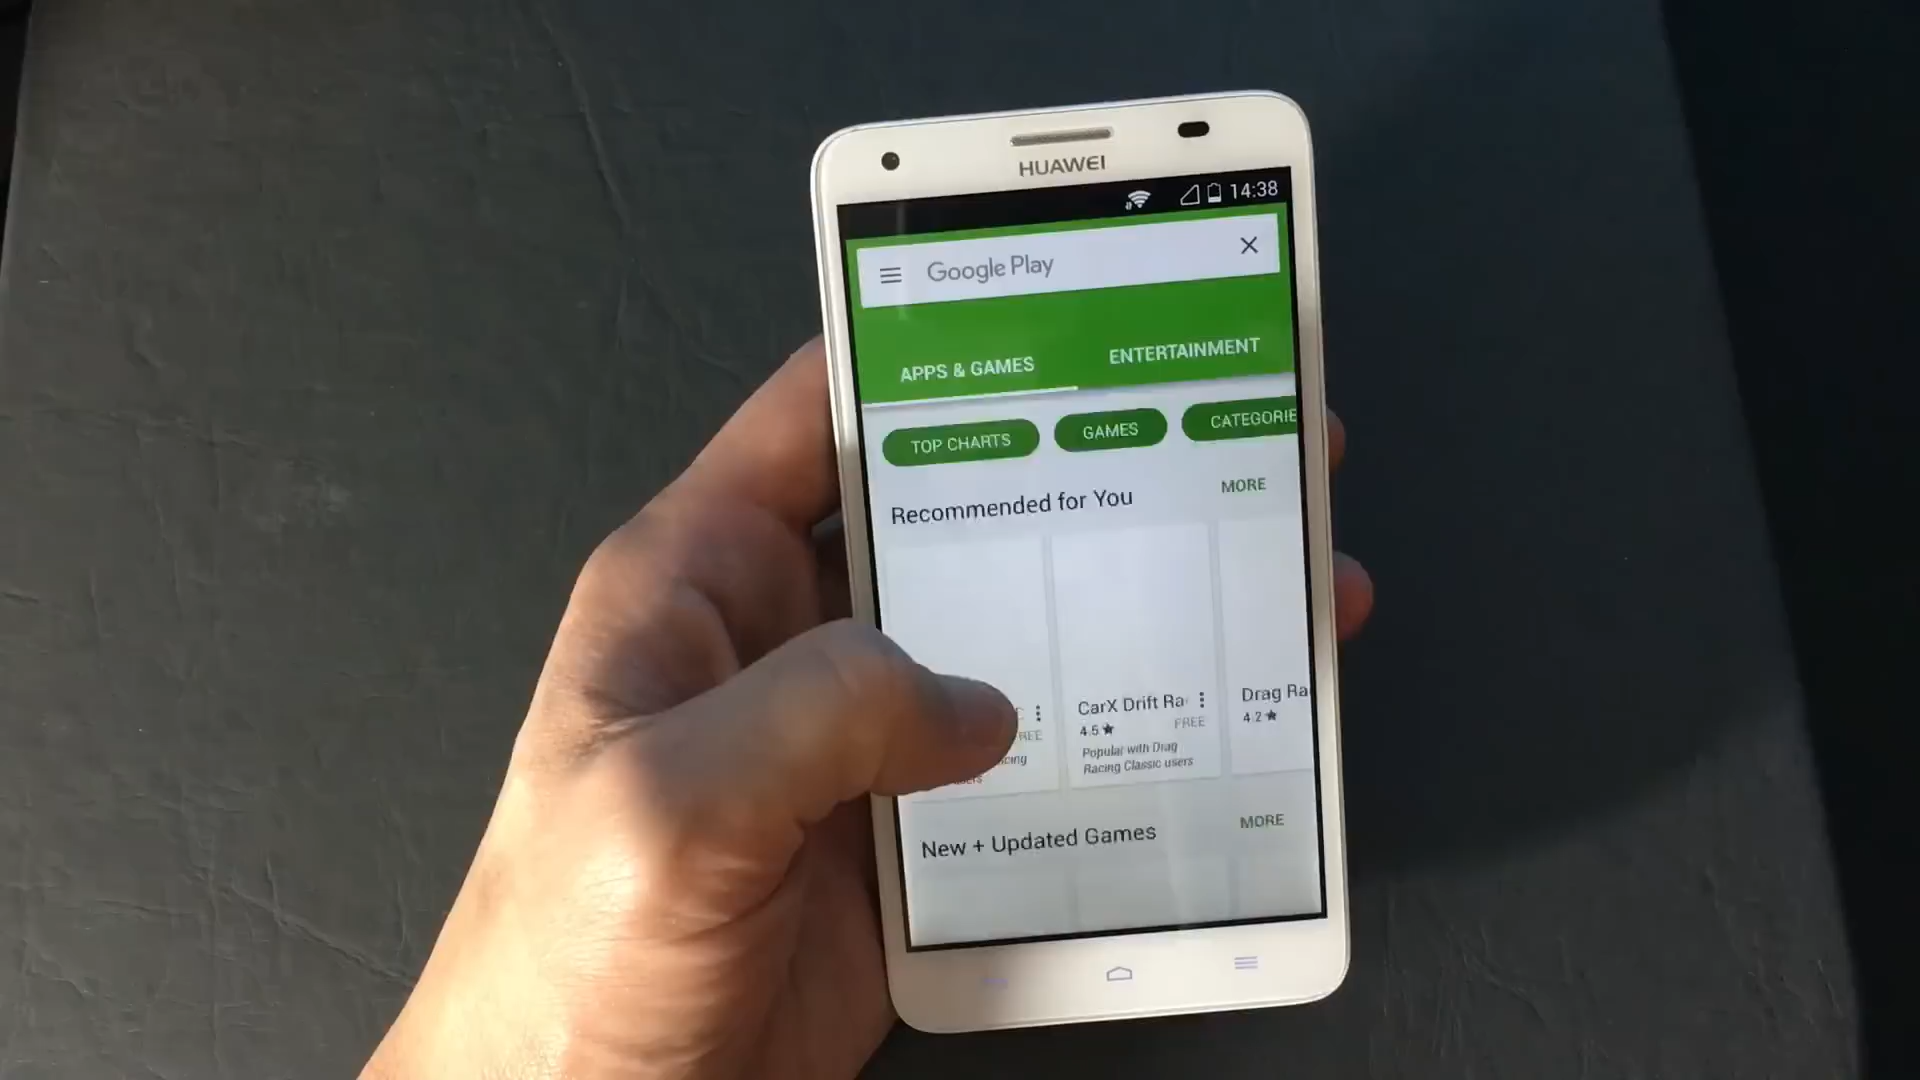 HUAWEI
14:38
Google Play
APPS & GAMES
ENTERTAINMENT
TOP CHARTS
GAMES
CATEGORIE
Recommended for You
MORE
CarX Drift Ra
4.5★
FREE
Popular with Drag
Racing Classic users
Drag Ra
4.2★
FREE
New + Updated Games
MORE